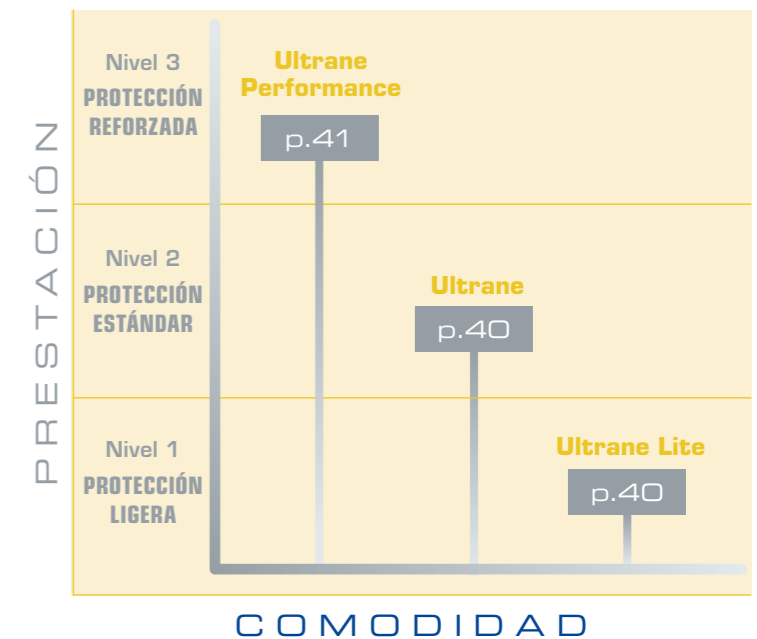 PRESTACIÓN
Nivel 3
PROTECCIÓN
REFORZADA
Ultrane
Performance
p.41
Nivel 2
PROTECCIÓN
ESTÁNDAR
Ultrane
p.40
Nivel 1
PROTECCIÓN
LIGERA
Ultrane Lite
p.40
COMODIDAD